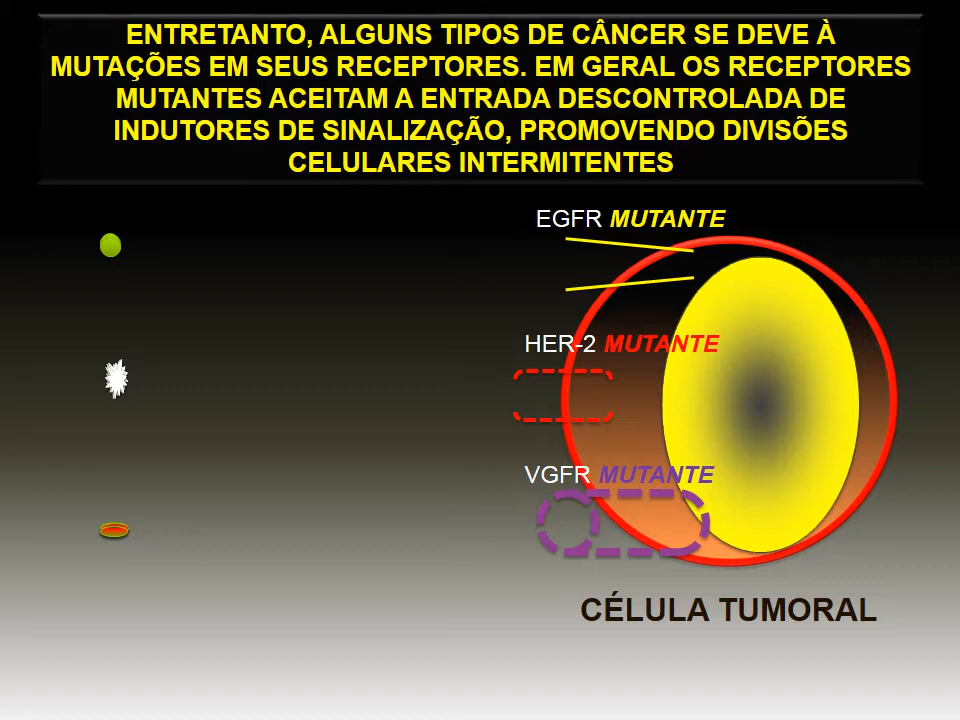 ENTRETANTO, ALGUNS TIPOS DE CÂNCER SE DEVE À
MUTAÇÕES EM SEUS RECEPTORES. EM GERAL OS RECEPTORES
MUTANTES ACEITAM A ENTRADA DESCONTROLADA DE
INDUTORES DE SINALIZAÇÃO, PROMOVENDO DIVISÕES
CELULARES INTERMITENTES
EGFR MUTANTE
HER-2 MUTANTE
VGFR MUTANTE
CÉLULA TUMORAL